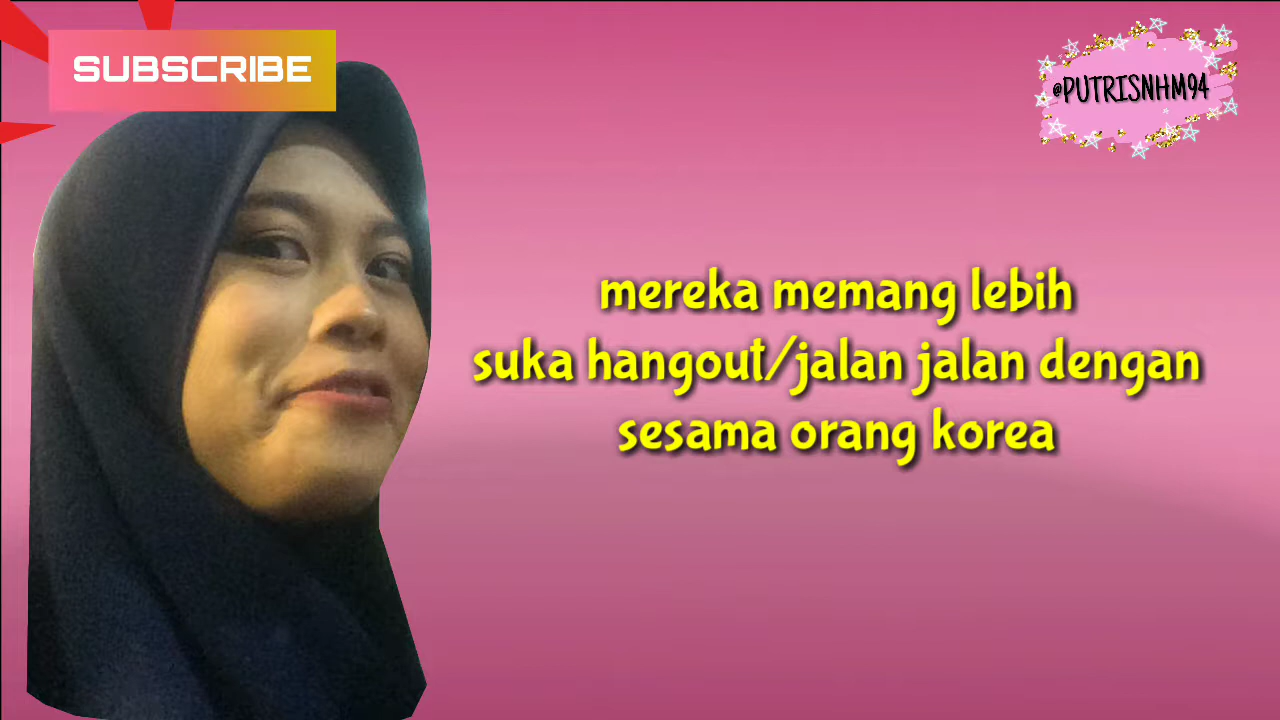 SUBSCRIBE
@PUTRISNHM94
mereka memang lebih
suka hangout/jalan jalan dengan
sesama orang korea